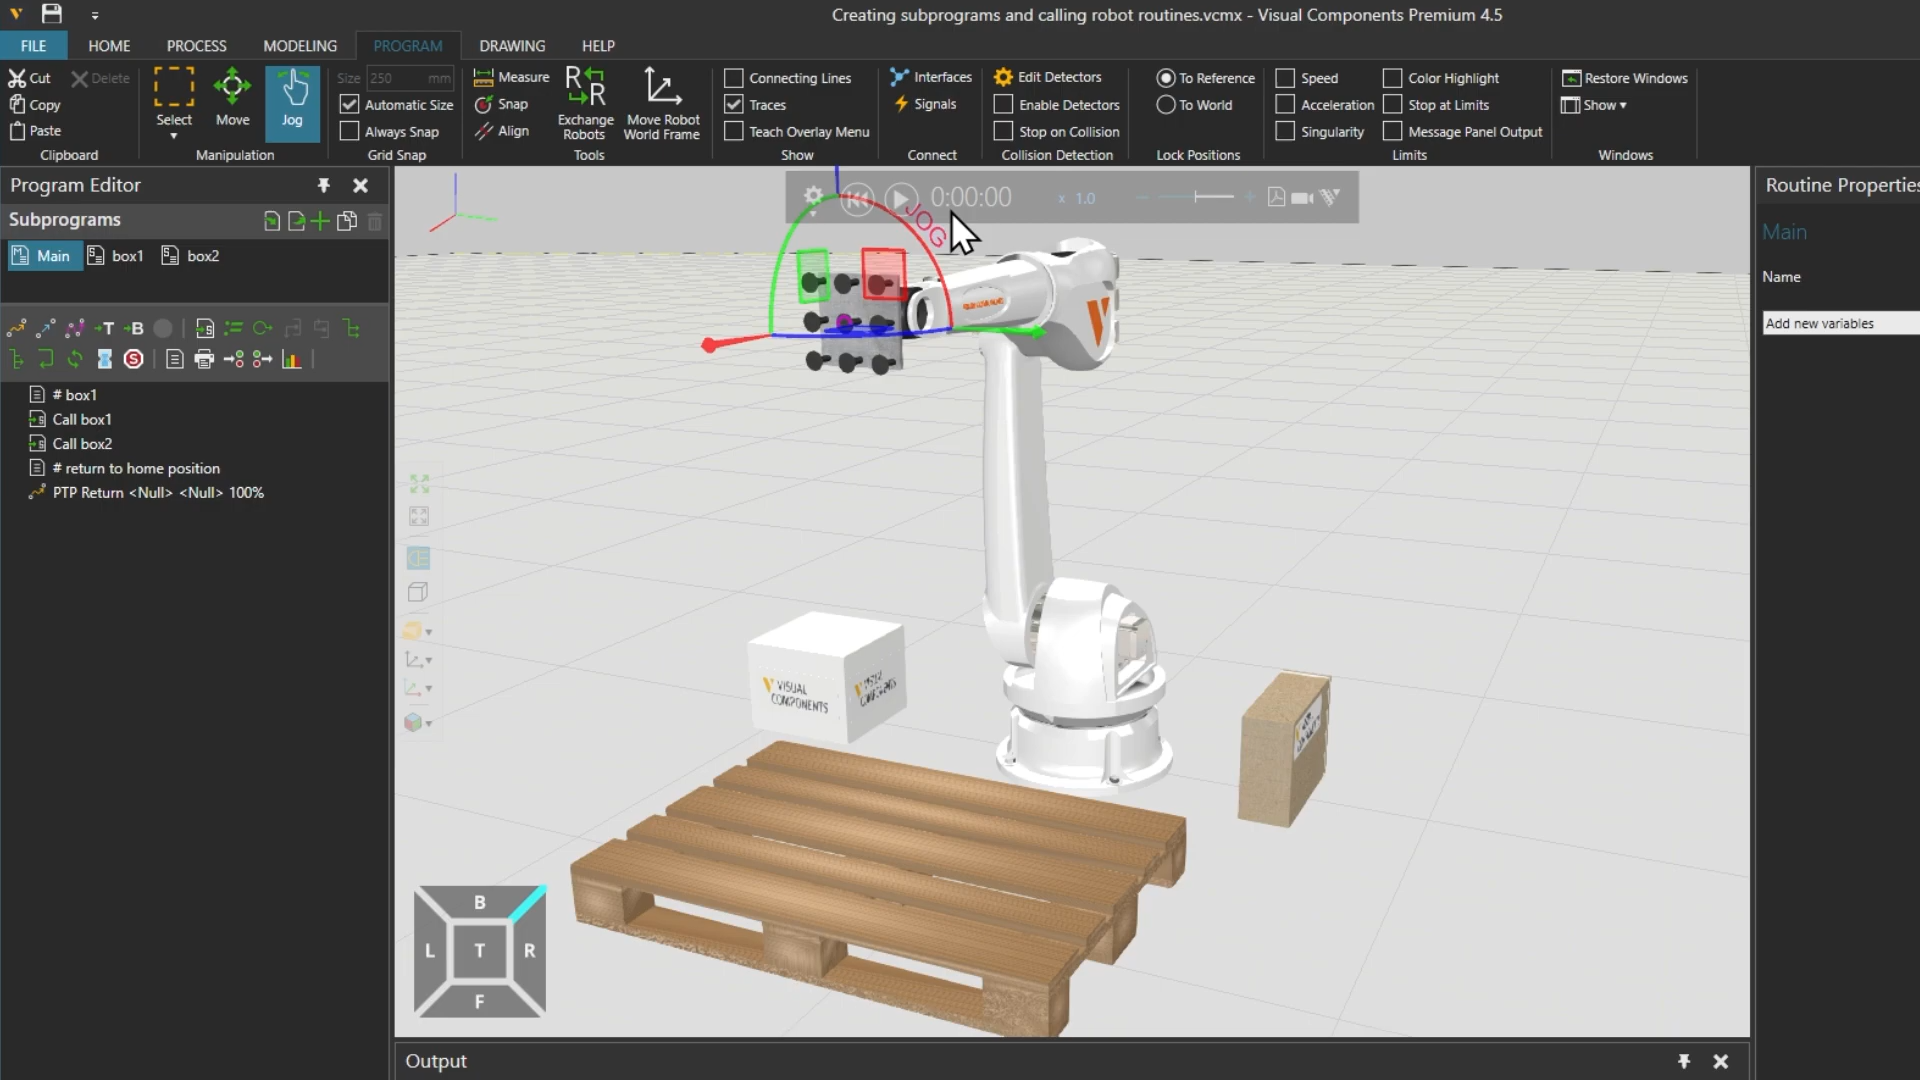 Creating subprograms and calling robot routines.vcmx - Visual Components Premium 4.5
FILE HOME PROCESS MODELING PROGRAM DRAWING HELP
Cut Delete
Copy
Paste
Clipboard
Select Move Jog
Manipulation
Size 250 mm
Automatic Size
Always Snap
Grid Snap
Measure
Snap
Align
Exchange Robots
Move Robot World Frame
Tools
Connecting Lines
Traces
Teach Overlay Menu
Show
Interfaces
Signals
Connect
Edit Detectors
Enable Detectors
Stop on Collision
Collision Detection
To Reference
To World
Lock Positions
Speed
Acceleration
Singularity
Color Highlight
Stop at Limits
Message Panel Output
Limits
Restore Windows
Show
Windows
Program Editor
Subprograms
Main box1 box2
# box1
Call box1
Call box2
# return to home position
PTP Return <Null> <Null> 100%
0:00:00 x 1.0
JOG
VISUAL
COMPONENTS
B
L T R
F
Output
Routine Properties
Main
Name
Add new variables